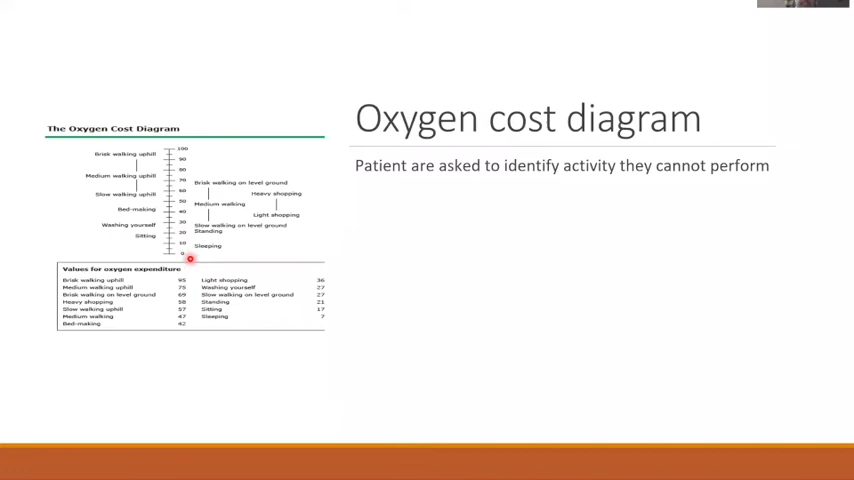 Oxygen cost diagram
Patient are asked to identify activity they cannot perform
The Oxygen Cost Diagram
100
Brisk walking uphill
90
80
Medium walking uphill
70
Brisk walking on level ground
60
Slow walking uphill
Heavy shopping
50
Medium walking
Bed-making
40
Light shopping
30
Washing yourself
Slow walking on level ground
20
Standing
Sitting
10
Sleeping
0
Values for oxygen expenditure
Brisk walking uphill 95 Light shopping 36
Medium walking uphill 75 Washing yourself 27
Brisk walking on level ground 69 Slow walking on level ground 27
Heavy shopping 58 Standing 21
Slow walking uphill 57 Sitting 17
Medium walking 47 Sleeping 7
Bed-making 42